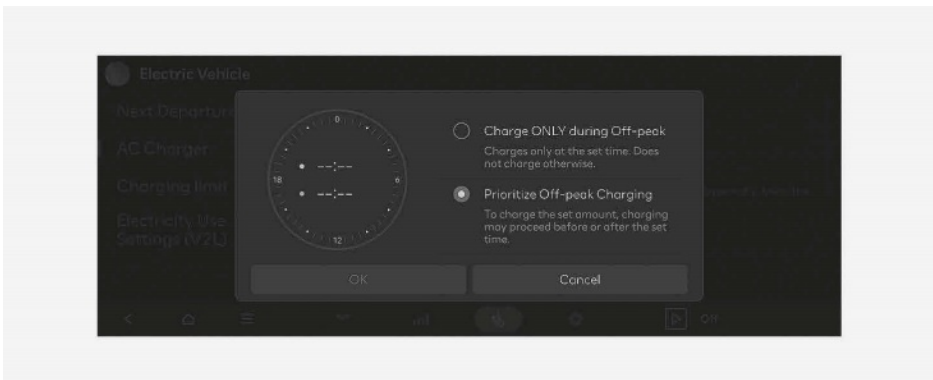 Electric Vehicle
Next Departure
AC Charger
Charging limit
Electricity Use
Settings (V2L)
0
6
12
18
--:--
--:--
Charge ONLY during Off-peak
Charges only at the set time. Does
not charge otherwise.
Prioritize Off-peak Charging
To charge the set amount, charging
may proceed before or after the set
time.
OK
Cancel